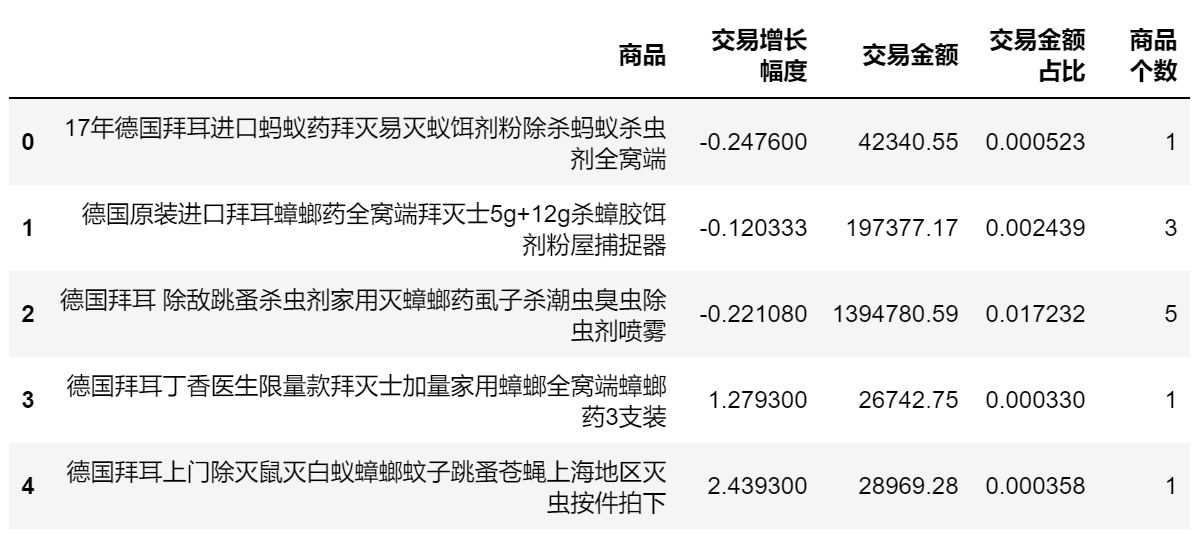 商品 交易增长幅度 交易金额 交易金额占比 商品个数
0 17年德国拜耳进口蚂蚁药拜灭易灭蚁饵剂粉除杀蚂蚁杀虫剂全窝端 -0.247600 42340.55 0.000523 1
1 德国原装进口拜耳蟑螂药全窝端拜灭士5g+12g杀蟑胶饵剂粉屋捕捉器 -0.120333 197377.17 0.002439 3
2 德国拜耳 除敌跳蚤杀虫剂家用灭蟑螂药虱子杀潮虫臭虫除虫剂喷雾 -0.221080 1394780.59 0.017232 5
3 德国拜耳丁香医生限量款拜灭士加量家用蟑螂全窝端蟑螂药3支装 1.279300 26742.75 0.000330 1
4 德国拜耳上门除灭鼠灭白蚁蟑螂蚊子跳蚤苍蝇上海地区灭虫按件拍下 2.439300 28969.28 0.000358 1